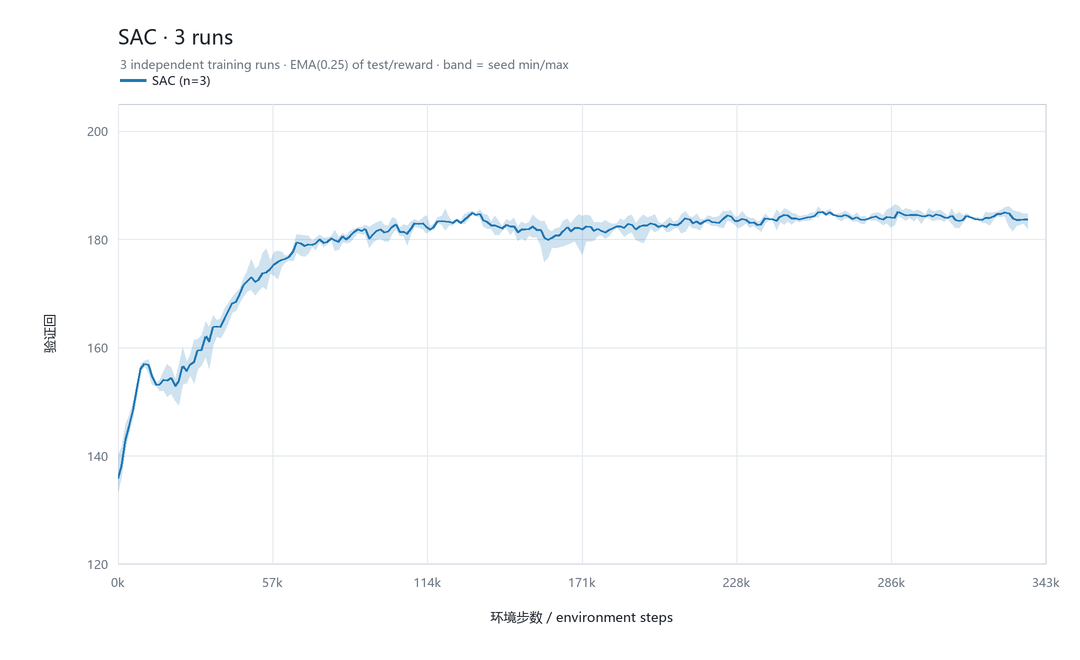 SAC · 3 runs
3 independent training runs · EMA(0.25) of test/reward · band = seed min/max
SAC (n=3)
200
180
160
140
120
验证回
0k 57k 114k 171k 228k 286k 343k
环境步数 / environment steps